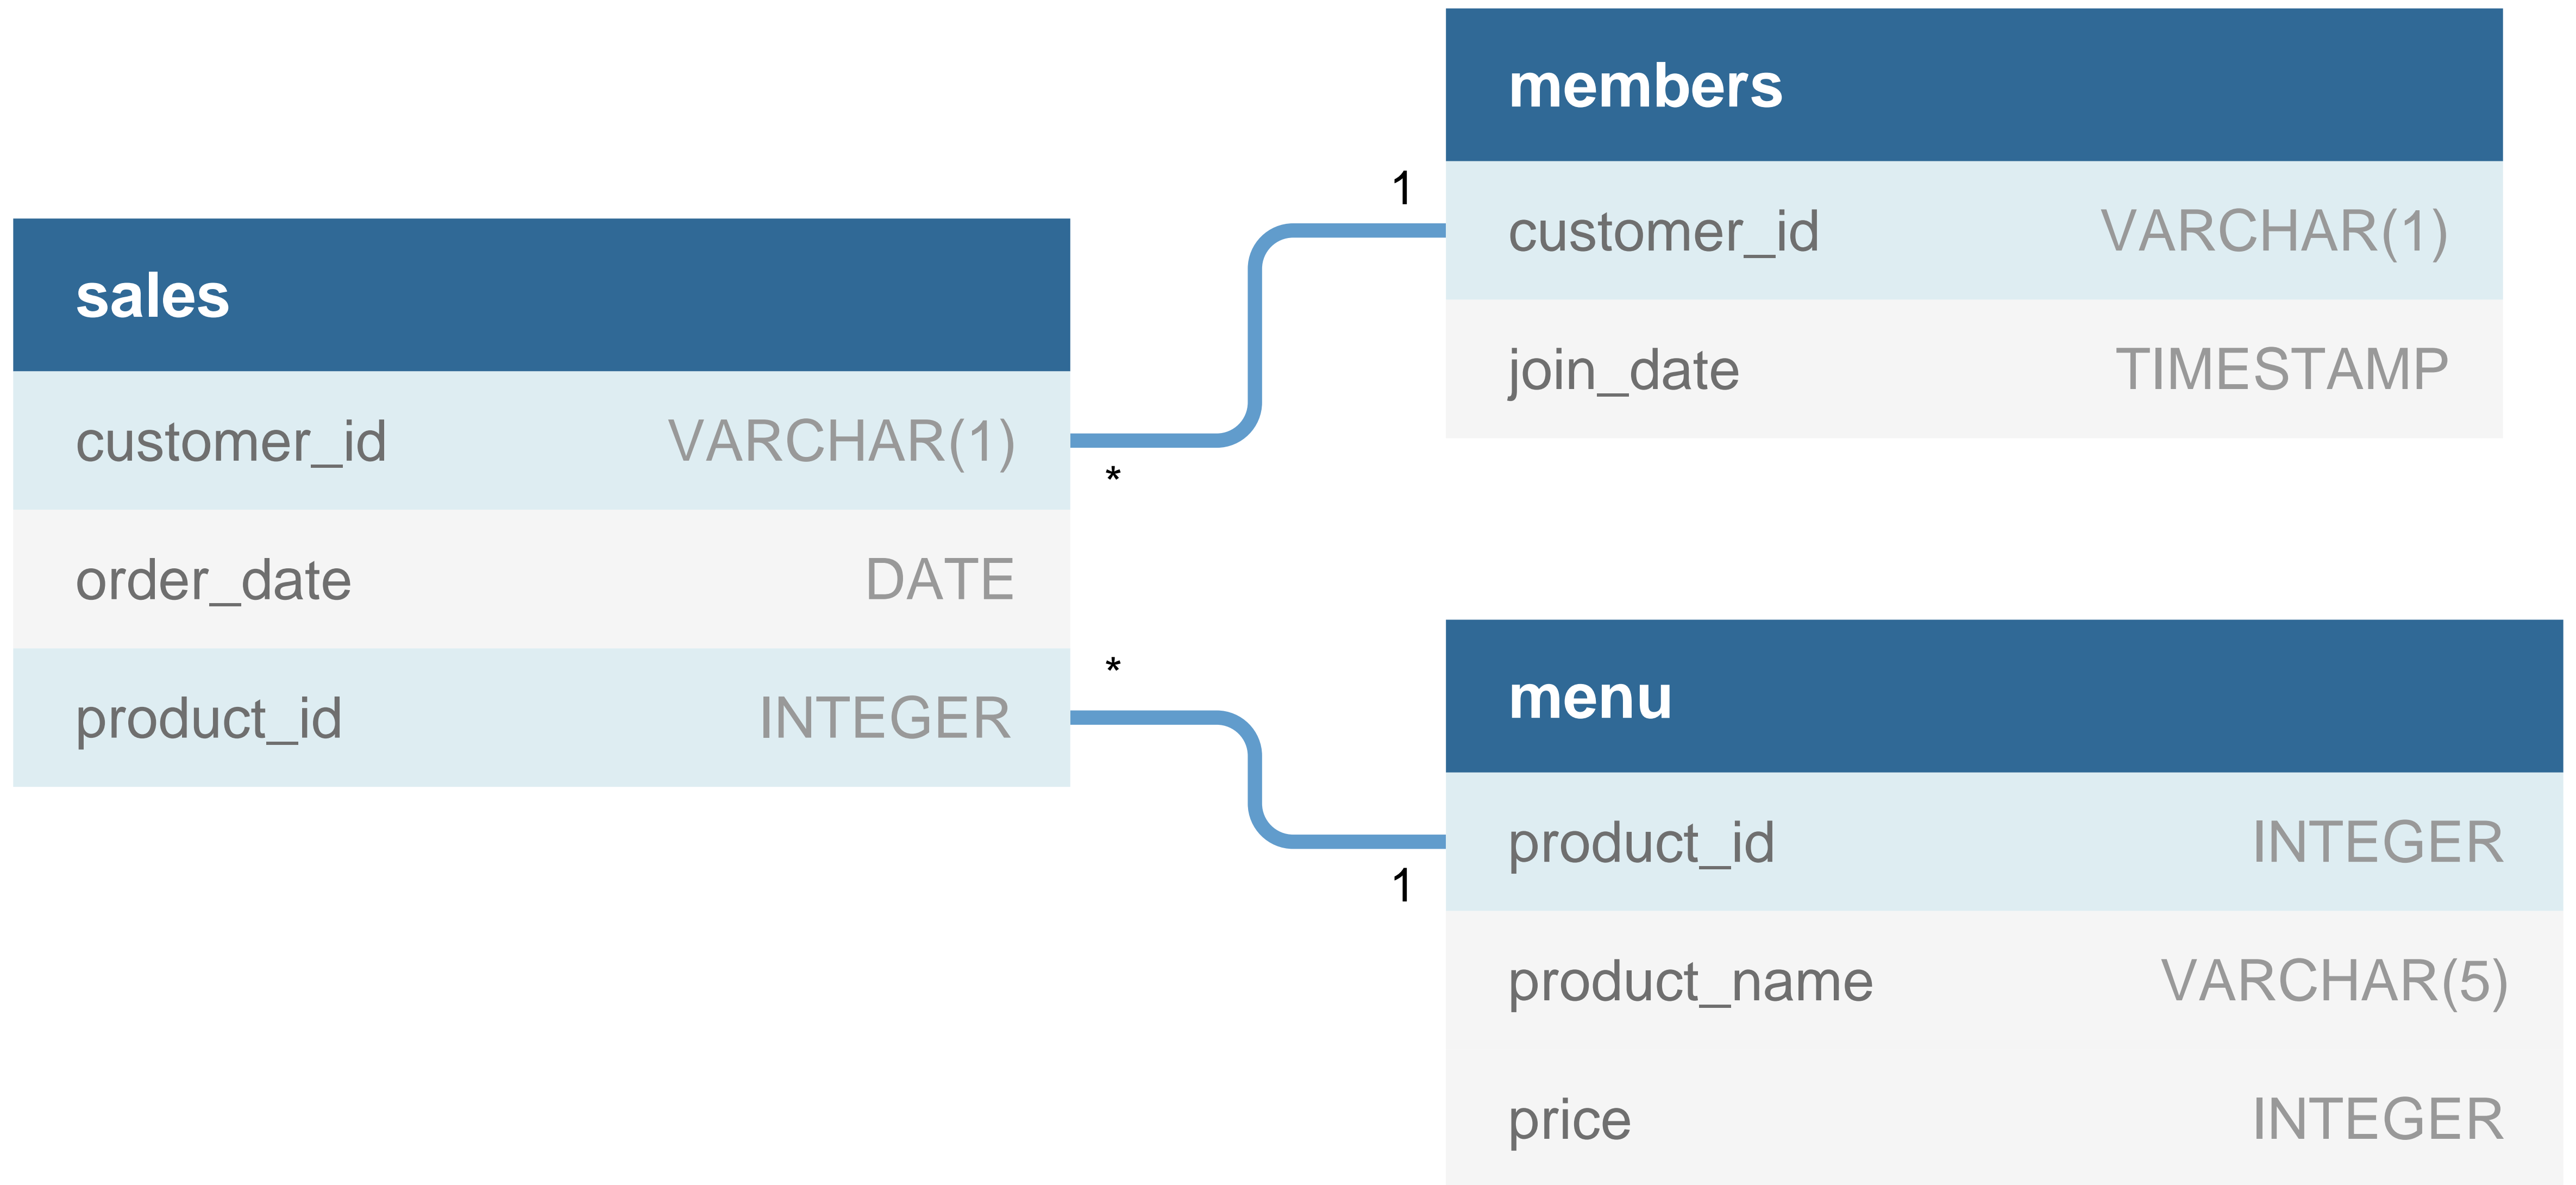 sales
customer_id VARCHAR(1)
order_date DATE
product_id INTEGER
*
*
1
1
members
customer_id VARCHAR(1)
join_date TIMESTAMP
menu
product_id INTEGER
product_name VARCHAR(5)
price INTEGER